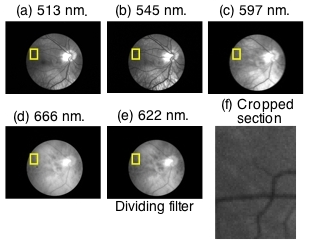 (a) 513 nm.
(b) 545 nm.
(c) 597 nm.
(d) 666 nm.
(e) 622 nm.
(f) Cropped
section
Dividing filter